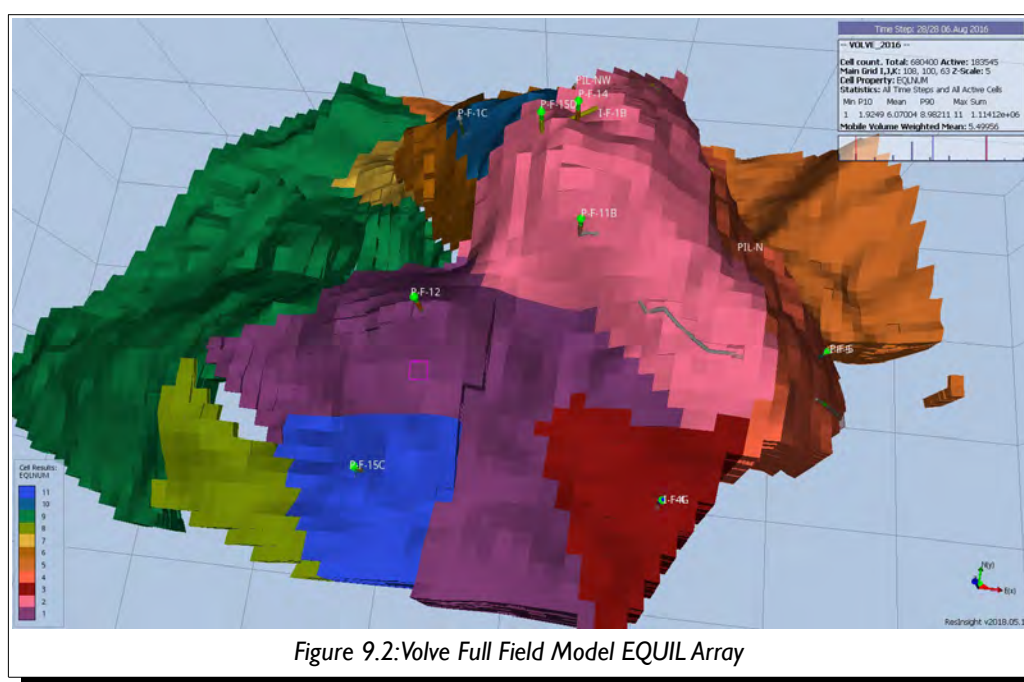 Time Step: 28/28 06.Aug 2016
-- VOLVE_2016 --
Cell count. Total: 680400 Active: 183545
Main Grid I,J,K: 108, 100, 63 Z-Scale: 5
Cell Property: EQLNUM
Statistics: All Time Steps and All Active Cells
Min P10 Mean P90 Max Sum
1 1.9249 6.07004 8.98211 11 1.11412e+06
Mobile Volume Weighted Mean: 5.49956
PIL-NW
P-F-14
P-F-15D
I-F-1B
P-F-1C
P-F-11B
PIL-N
P-F-12
P-F-15C
Cell Results:
EQLNUM
11
10
9
8
7
6
5
4
3
2
1
N(y)
E(x)
ResInsight v2018.05.1
Figure 9.2: Volve Full Field Model EQUIL Array